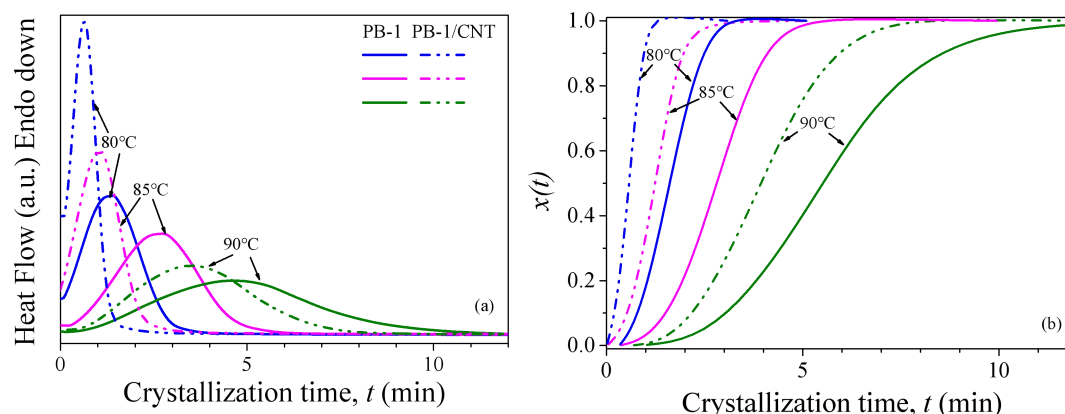 Heat Flow (a.u.) Endo down
PB-1 PB-1/CNT
80℃
85℃
90℃
(a)
0 5 10
Crystallization time, t (min)
x(t)
1.0
0.8
0.6
0.4
0.2
0.0
80℃
85℃
90℃
(b)
0 5 10
Crystallization time, t (min)